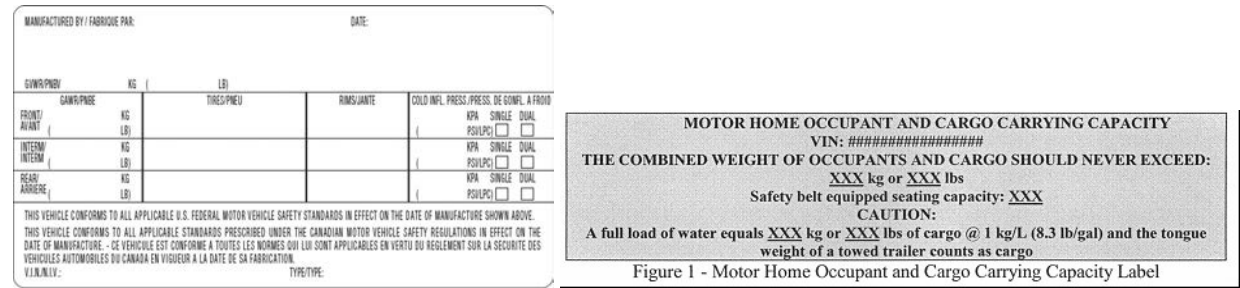 MANUFACTURED BY / FABRIQUE PAR: DATE:
GVWR/PNBV KG ( LB)
GAWR/PNBE TIRES/PNEU RIMS/JANTE COLD INFL. PRESS./PRESS. DE GONFL. A FROID
FRONT/ KG KPA SINGLE DUAL
AVANT ( LB) ( PSI/LPC)
INTERM/ KG KPA SINGLE DUAL
INTERM ( LB) ( PSI/LPC)
REAR/ KG KPA SINGLE DUAL
ARRIERE ( LB) ( PSI/LPC)
THIS VEHICLE CONFORMS TO ALL APPLICABLE U.S. FEDERAL MOTOR VEHICLE SAFETY STANDARDS IN EFFECT ON THE DATE OF MANUFACTURE SHOWN ABOVE.
THIS VEHICLE CONFORMS TO ALL APPLICABLE STANDARDS PRESCRIBED UNDER THE CANADIAN MOTOR VEHICLE SAFETY REGULATIONS IN EFFECT ON THE
DATE OF MANUFACTURE. - CE VEHICULE EST CONFORME A TOUTES LES NORMES QUI LUI SONT APPLICABLES EN VERTU DU REGLEMENT SUR LA SECURITE DES
VEHICULES AUTOMOBILES DU CANADA EN VIGUEUR A LA DATE DE SA FABRICATION.
V.I.N./N.I.V.: TYPE/TYPE:
MOTOR HOME OCCUPANT AND CARGO CARRYING CAPACITY
VIN: #################
THE COMBINED WEIGHT OF OCCUPANTS AND CARGO SHOULD NEVER EXCEED:
XXX kg or XXX lbs
Safety belt equipped seating capacity: XXX
CAUTION:
A full load of water equals XXX kg or XXX lbs of cargo @ 1 kg/L (8.3 lb/gal) and the tongue
weight of a towed trailer counts as cargo
Figure 1 - Motor Home Occupant and Cargo Carrying Capacity Label